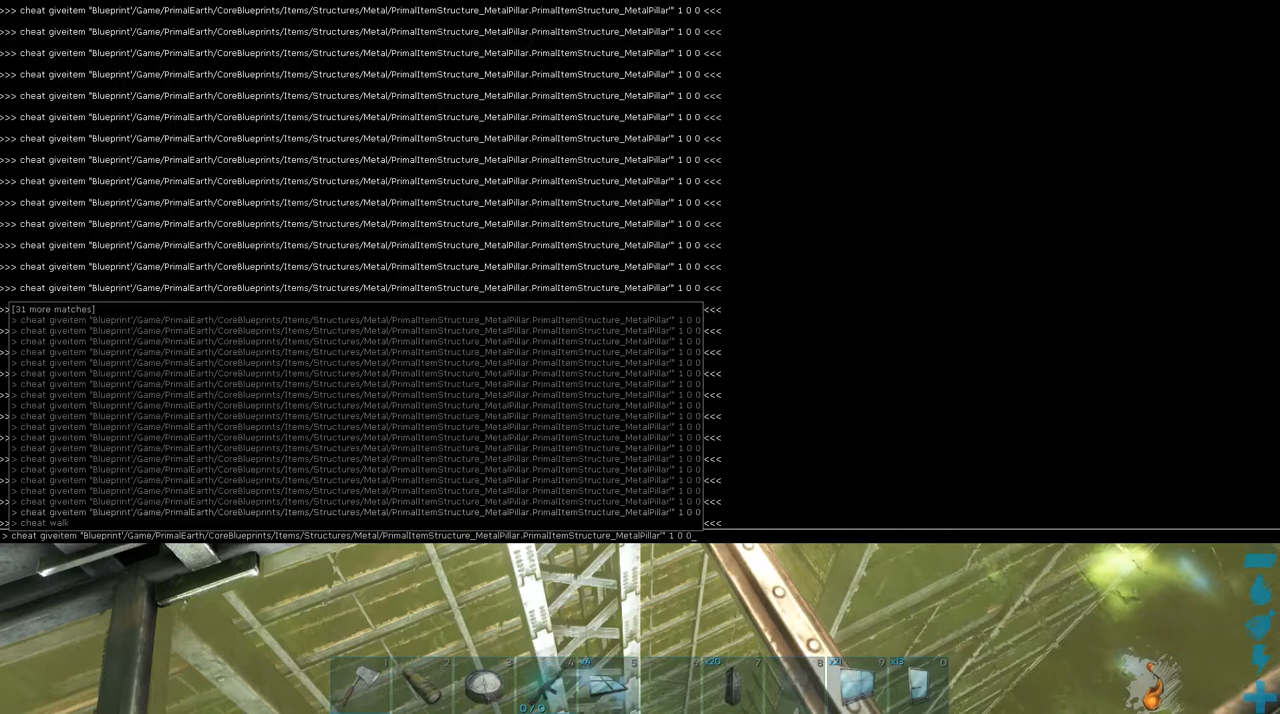 >>> cheat giveitem "Blueprint'/Game/PrimalEarth/CoreBlueprints/Items/Structures/Metal/PrimalItemStructure_MetalPillar.PrimalItemStructure_MetalPillar'" 1 0 0 <<<
>>> cheat giveitem "Blueprint'/Game/PrimalEarth/CoreBlueprints/Items/Structures/Metal/PrimalItemStructure_MetalPillar.PrimalItemStructure_MetalPillar'" 1 0 0 <<<
>>> cheat giveitem "Blueprint'/Game/PrimalEarth/CoreBlueprints/Items/Structures/Metal/PrimalItemStructure_MetalPillar.PrimalItemStructure_MetalPillar'" 1 0 0 <<<
>>> cheat giveitem "Blueprint'/Game/PrimalEarth/CoreBlueprints/Items/Structures/Metal/PrimalItemStructure_MetalPillar.PrimalItemStructure_MetalPillar'" 1 0 0 <<<
>>> cheat giveitem "Blueprint'/Game/PrimalEarth/CoreBlueprints/Items/Structures/Metal/PrimalItemStructure_MetalPillar.PrimalItemStructure_MetalPillar'" 1 0 0 <<<
>>> cheat giveitem "Blueprint'/Game/PrimalEarth/CoreBlueprints/Items/Structures/Metal/PrimalItemStructure_MetalPillar.PrimalItemStructure_MetalPillar'" 1 0 0 <<<
>>> cheat giveitem "Blueprint'/Game/PrimalEarth/CoreBlueprints/Items/Structures/Metal/PrimalItemStructure_MetalPillar.PrimalItemStructure_MetalPillar'" 1 0 0 <<<
>>> cheat giveitem "Blueprint'/Game/PrimalEarth/CoreBlueprints/Items/Structures/Metal/PrimalItemStructure_MetalPillar.PrimalItemStructure_MetalPillar'" 1 0 0 <<<
>>> cheat giveitem "Blueprint'/Game/PrimalEarth/CoreBlueprints/Items/Structures/Metal/PrimalItemStructure_MetalPillar.PrimalItemStructure_MetalPillar'" 1 0 0 <<<
>>> cheat giveitem "Blueprint'/Game/PrimalEarth/CoreBlueprints/Items/Structures/Metal/PrimalItemStructure_MetalPillar.PrimalItemStructure_MetalPillar'" 1 0 0 <<<
>>> cheat giveitem "Blueprint'/Game/PrimalEarth/CoreBlueprints/Items/Structures/Metal/PrimalItemStructure_MetalPillar.PrimalItemStructure_MetalPillar'" 1 0 0 <<<
>>> cheat giveitem "Blueprint'/Game/PrimalEarth/CoreBlueprints/Items/Structures/Metal/PrimalItemStructure_MetalPillar.PrimalItemStructure_MetalPillar'" 1 0 0 <<<
>>> cheat giveitem "Blueprint'/Game/PrimalEarth/CoreBlueprints/Items/Structures/Metal/PrimalItemStructure_MetalPillar.PrimalItemStructure_MetalPillar'" 1 0 0 <<<
>>> cheat giveitem "Blueprint'/Game/PrimalEarth/CoreBlueprints/Items/Structures/Metal/PrimalItemStructure_MetalPillar.PrimalItemStructure_MetalPillar'" 1 0 0 <<<
>> [31 more matches] <<<
> cheat giveitem "Blueprint'/Game/PrimalEarth/CoreBlueprints/Items/Structures/Metal/PrimalItemStructure_MetalPillar.PrimalItemStructure_MetalPillar'" 1 0 0
>> > cheat giveitem "Blueprint'/Game/PrimalEarth/CoreBlueprints/Items/Structures/Metal/PrimalItemStructure_MetalPillar.PrimalItemStructure_MetalPillar'" 1 0 0 <<<
> cheat giveitem "Blueprint'/Game/PrimalEarth/CoreBlueprints/Items/Structures/Metal/PrimalItemStructure_MetalPillar.PrimalItemStructure_MetalPillar'" 1 0 0
>> > cheat giveitem "Blueprint'/Game/PrimalEarth/CoreBlueprints/Items/Structures/Metal/PrimalItemStructure_MetalPillar.PrimalItemStructure_MetalPillar'" 1 0 0 <<<
> cheat giveitem "Blueprint'/Game/PrimalEarth/CoreBlueprints/Items/Structures/Metal/PrimalItemStructure_MetalPillar.PrimalItemStructure_MetalPillar'" 1 0 0
>> > cheat giveitem "Blueprint'/Game/PrimalEarth/CoreBlueprints/Items/Structures/Metal/PrimalItemStructure_MetalPillar.PrimalItemStructure_MetalPillar'" 1 0 0 <<<
> cheat giveitem "Blueprint'/Game/PrimalEarth/CoreBlueprints/Items/Structures/Metal/PrimalItemStructure_MetalPillar.PrimalItemStructure_MetalPillar'" 1 0 0
>> > cheat giveitem "Blueprint'/Game/PrimalEarth/CoreBlueprints/Items/Structures/Metal/PrimalItemStructure_MetalPillar.PrimalItemStructure_MetalPillar'" 1 0 0 <<<
> cheat giveitem "Blueprint'/Game/PrimalEarth/CoreBlueprints/Items/Structures/Metal/PrimalItemStructure_MetalPillar.PrimalItemStructure_MetalPillar'" 1 0 0
>> > cheat giveitem "Blueprint'/Game/PrimalEarth/CoreBlueprints/Items/Structures/Metal/PrimalItemStructure_MetalPillar.PrimalItemStructure_MetalPillar'" 1 0 0 <<<
> cheat giveitem "Blueprint'/Game/PrimalEarth/CoreBlueprints/Items/Structures/Metal/PrimalItemStructure_MetalPillar.PrimalItemStructure_MetalPillar'" 1 0 0
>> > cheat giveitem "Blueprint'/Game/PrimalEarth/CoreBlueprints/Items/Structures/Metal/PrimalItemStructure_MetalPillar.PrimalItemStructure_MetalPillar'" 1 0 0 <<<
> cheat giveitem "Blueprint'/Game/PrimalEarth/CoreBlueprints/Items/Structures/Metal/PrimalItemStructure_MetalPillar.PrimalItemStructure_MetalPillar'" 1 0 0
>> > cheat giveitem "Blueprint'/Game/PrimalEarth/CoreBlueprints/Items/Structures/Metal/PrimalItemStructure_MetalPillar.PrimalItemStructure_MetalPillar'" 1 0 0 <<<
> cheat giveitem "Blueprint'/Game/PrimalEarth/CoreBlueprints/Items/Structures/Metal/PrimalItemStructure_MetalPillar.PrimalItemStructure_MetalPillar'" 1 0 0
>> > cheat giveitem "Blueprint'/Game/PrimalEarth/CoreBlueprints/Items/Structures/Metal/PrimalItemStructure_MetalPillar.PrimalItemStructure_MetalPillar'" 1 0 0 <<<
> cheat giveitem "Blueprint'/Game/PrimalEarth/CoreBlueprints/Items/Structures/Metal/PrimalItemStructure_MetalPillar.PrimalItemStructure_MetalPillar'" 1 0 0
>> > cheat giveitem "Blueprint'/Game/PrimalEarth/CoreBlueprints/Items/Structures/Metal/PrimalItemStructure_MetalPillar.PrimalItemStructure_MetalPillar'" 1 0 0 <<<
> cheat giveitem "Blueprint'/Game/PrimalEarth/CoreBlueprints/Items/Structures/Metal/PrimalItemStructure_MetalPillar.PrimalItemStructure_MetalPillar'" 1 0 0
>> > cheat walk <<<
> cheat giveitem "Blueprint'/Game/PrimalEarth/CoreBlueprints/Items/Structures/Metal/PrimalItemStructure_MetalPillar.PrimalItemStructure_MetalPillar'" 1 0 0_
1 2 3 4 x4 5 6 x20 7 8 x21 9 x13 0
0 / 0